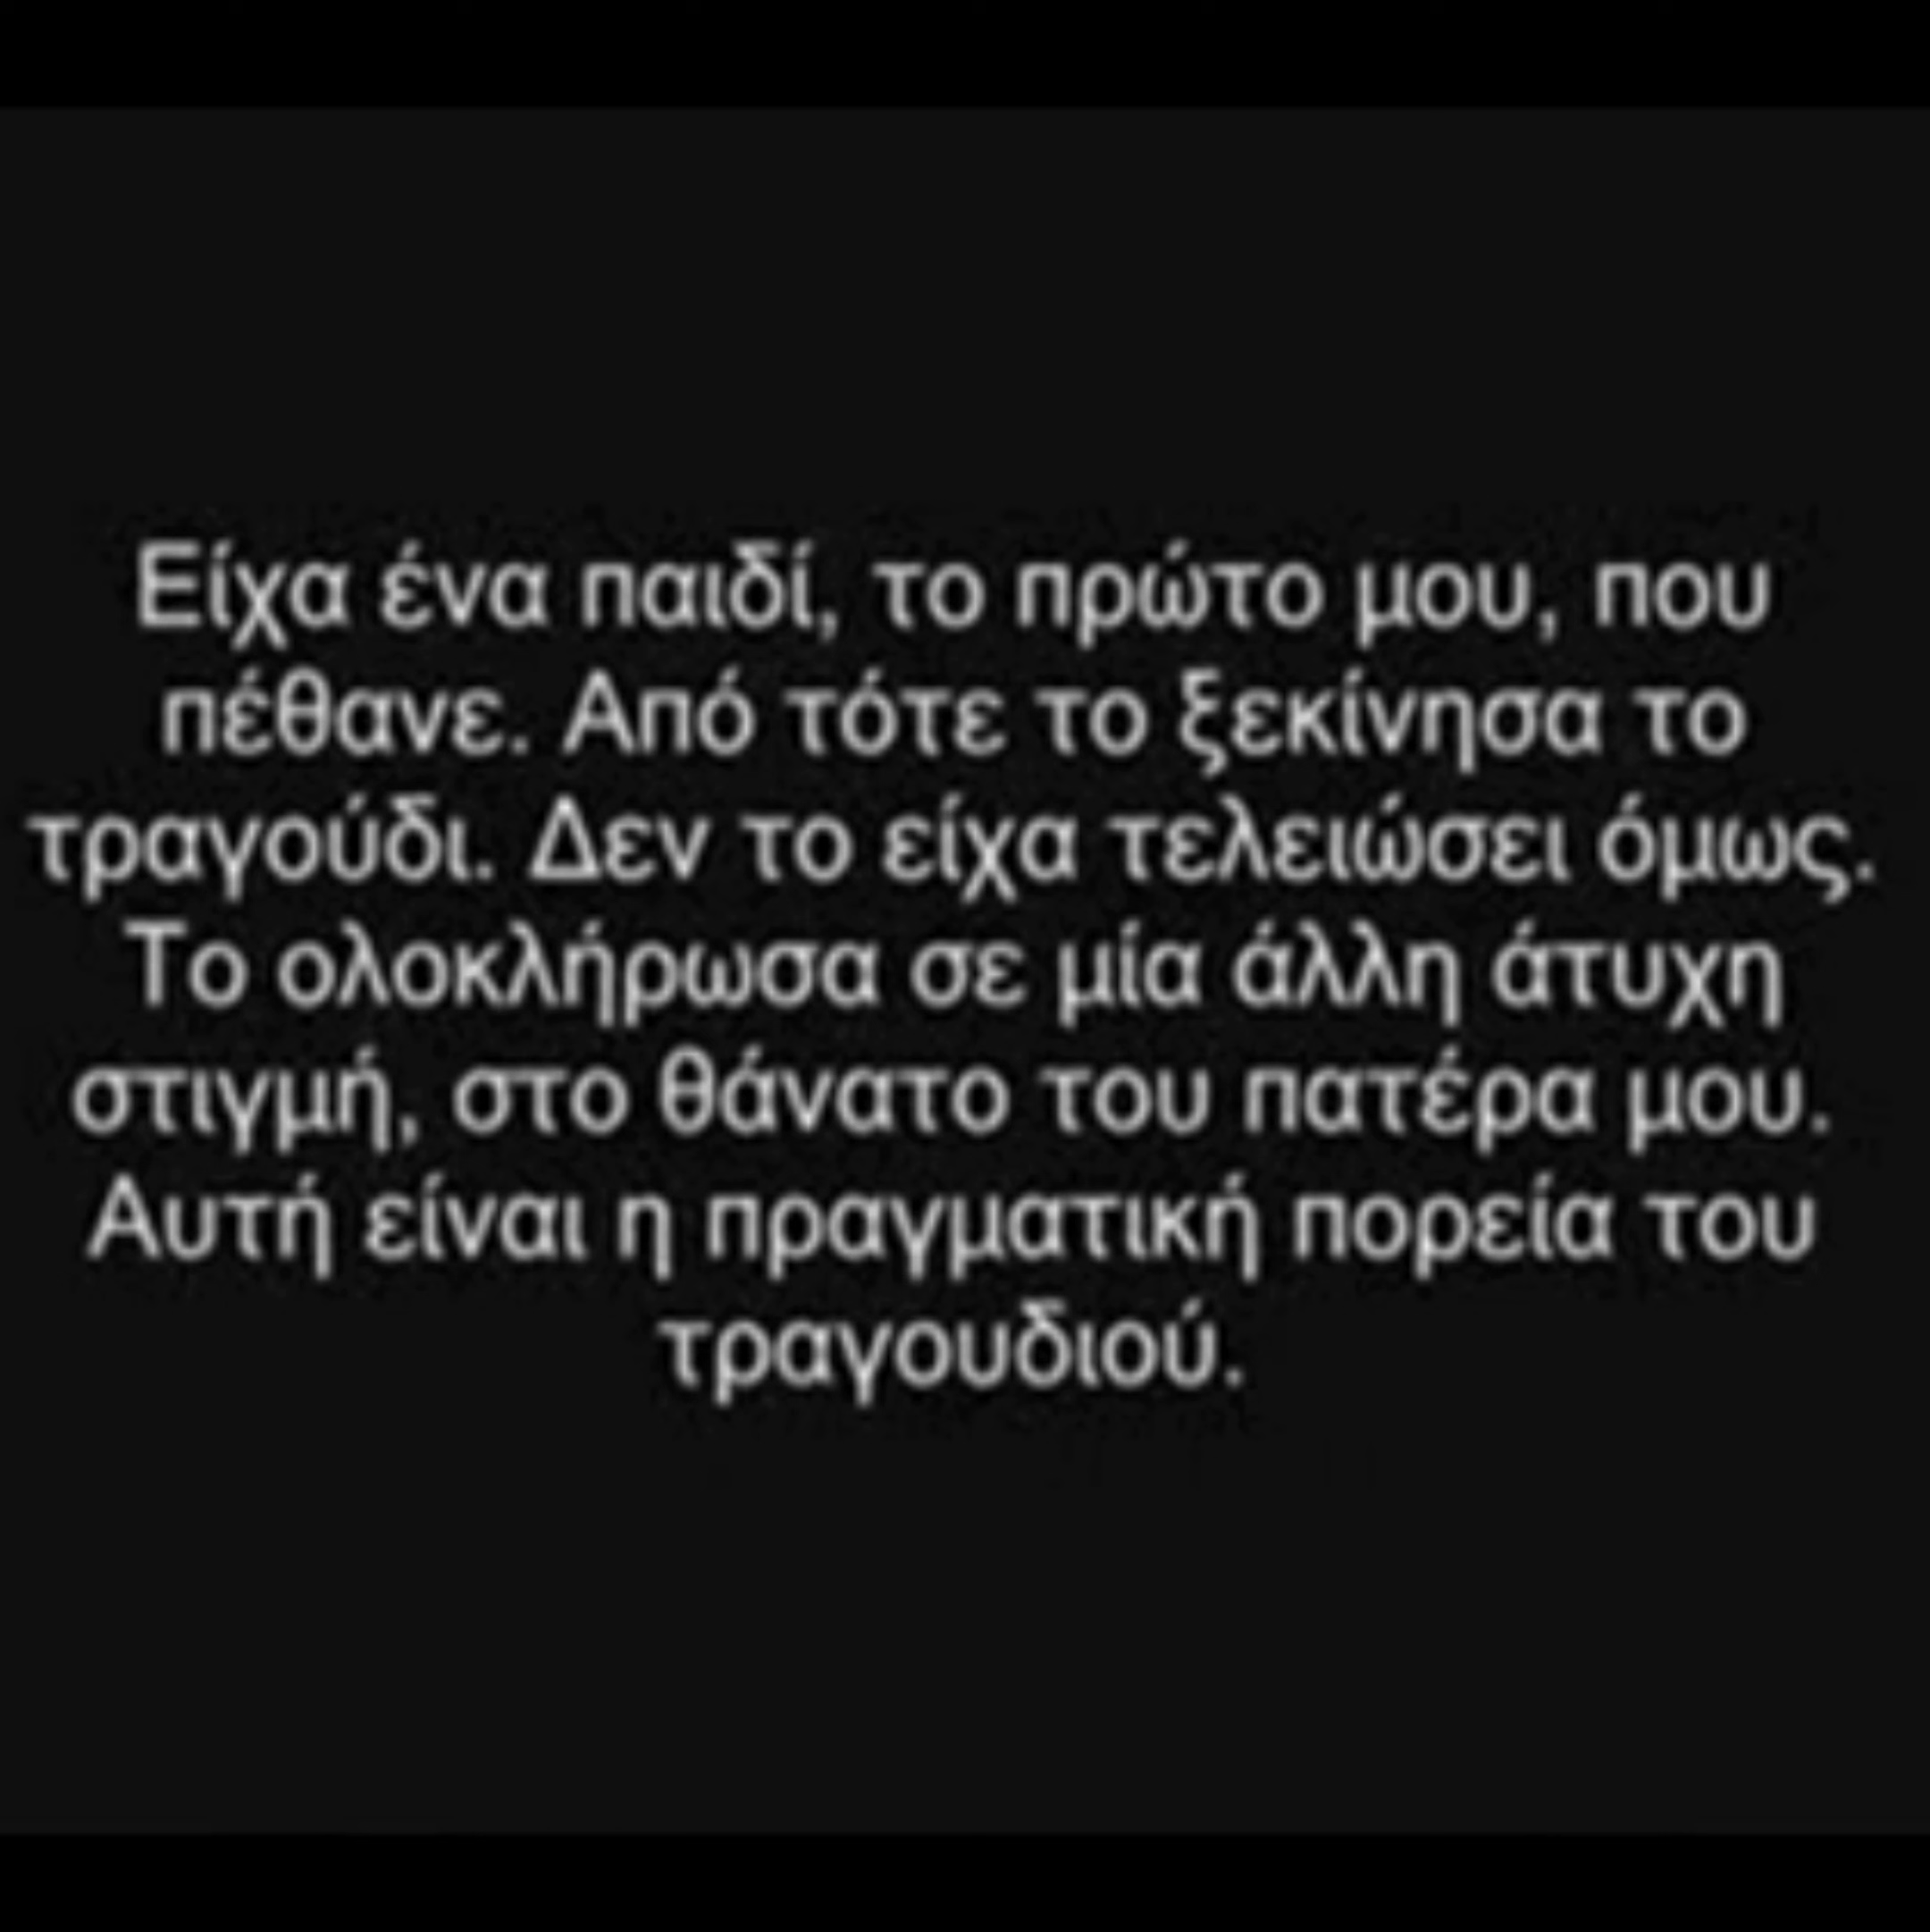 Είχα ένα παιδί, το πρώτο μου, που
πέθανε. Από τότε το ξεκίνησα το
τραγούδι. Δεν το είχα τελειώσει όμως.
Το ολοκλήρωσα σε μία άλλη άτυχη
στιγμή, στο θάνατο του πατέρα μου.
Αυτή είναι η πραγματική πορεία του
τραγουδιού.